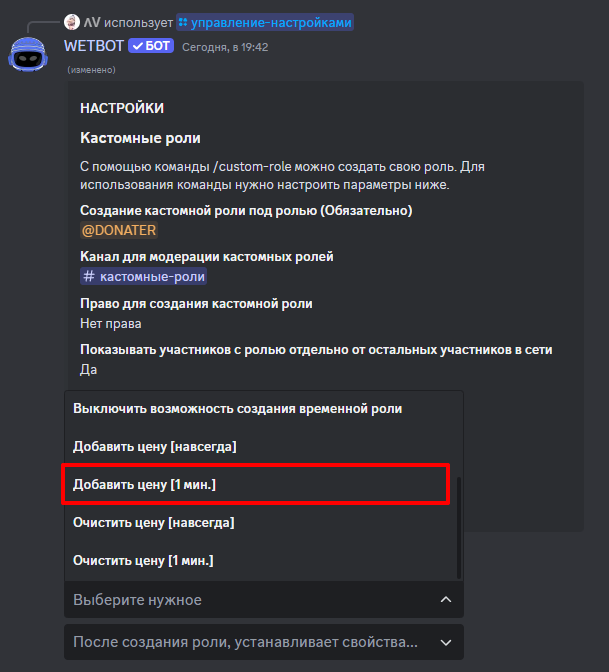 ΛV использует управление-настройками
WETBOT БОТ Сегодня, в 19:42
(изменено)
НАСТРОЙКИ
Кастомные роли
С помощью команды /custom-role можно создать свою роль. Для
использования команды нужно настроить параметры ниже.
Создание кастомной роли под ролью (Обязательно)
@DONATER
Канал для модерации кастомных ролей
# кастомные-роли
Право для создания кастомной роли
Нет права
Показывать участников с ролью отдельно от остальных участников в сети
Да
Выключить возможность создания временной роли
Добавить цену [навсегда]
Добавить цену [1 мин.]
Очистить цену [навсегда]
Очистить цену [1 мин.]
Выберите нужное
После создания роли, устанавливает свойства...